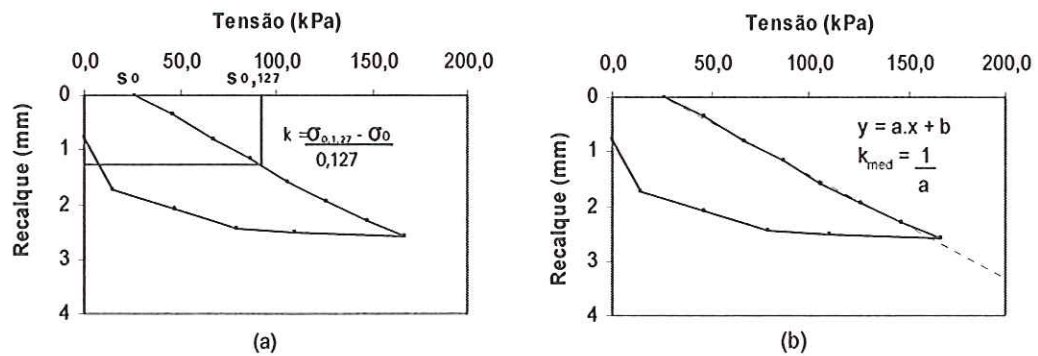 Tensão (kPa)
0,0 50,0 100,0 150,0 200,0
S0 S0,127
0
1
2
3
4
Recalque (mm)
k = σ0,1,27 - σ0
0,127
(a)
Tensão (kPa)
0,0 50,0 100,0 150,0 200,0
0
1
2
3
4
Recalque (mm)
y = a.x + b
kmed = 1
a
(b)